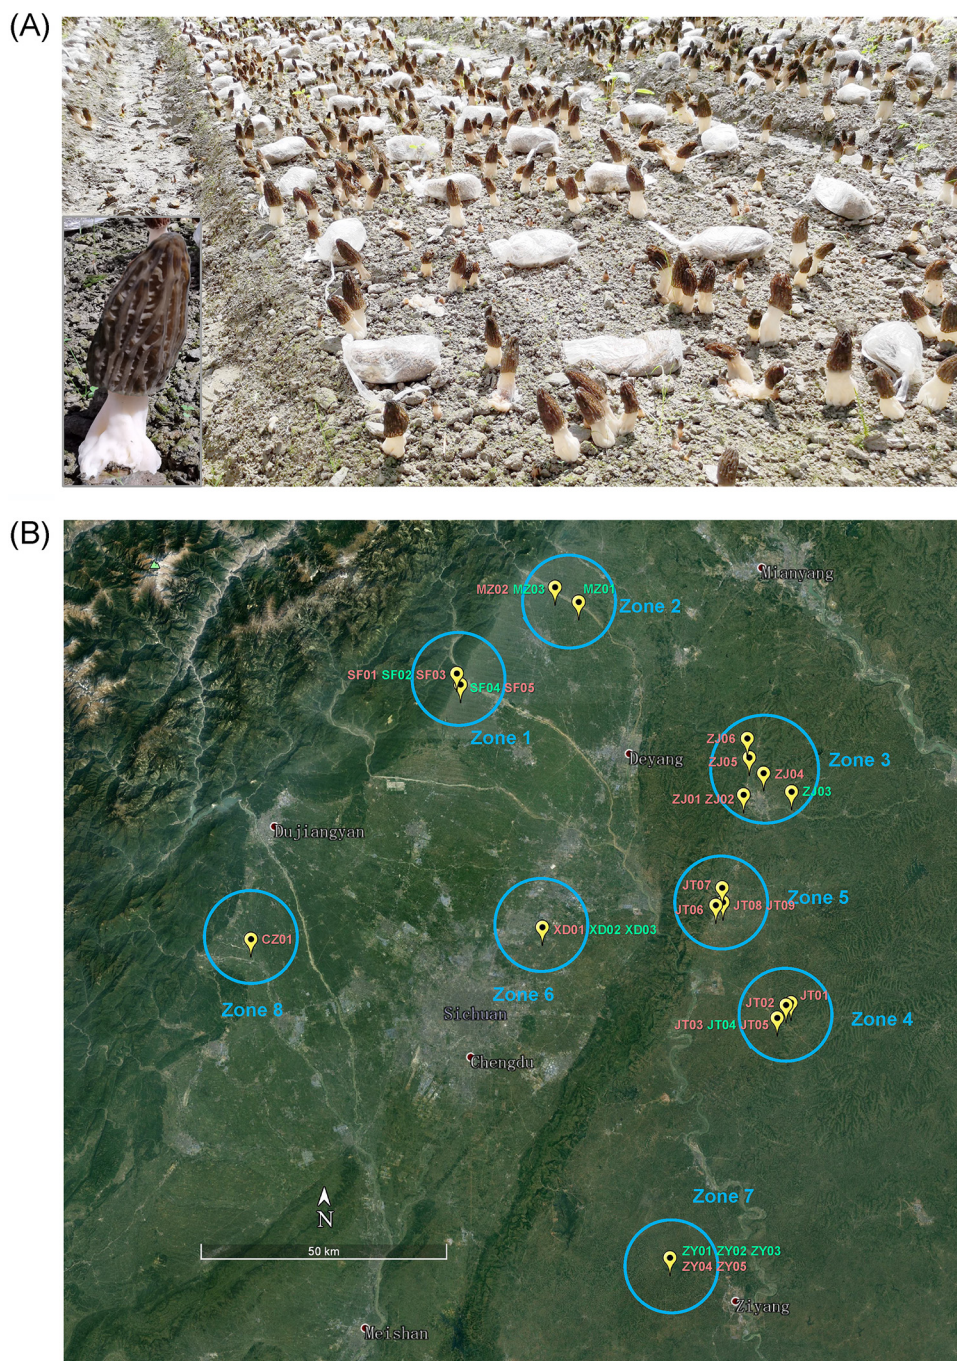 (A)
(B)
Mianyang
MZ02 MZ03 MZ01
Zone 2
SF01 SF02 SF03
SF04 SF05
Zone 1
ZJ06
Deyang
ZJ05
Zone 3
ZJ04
ZJ01 ZJ02
ZJ03
Dujiangyan
JT07
Zone 5
JT06
JT08 JT09
CZ01
XD01 XD02 XD03
Zone 8
Zone 6
JT02
JT01
Sichuan
JT03 JT04 JT05
Zone 4
Chengdu
Zone 7
N
50 km
ZY01 ZY02 ZY03
ZY04 ZY05
Ziyang
Meishan